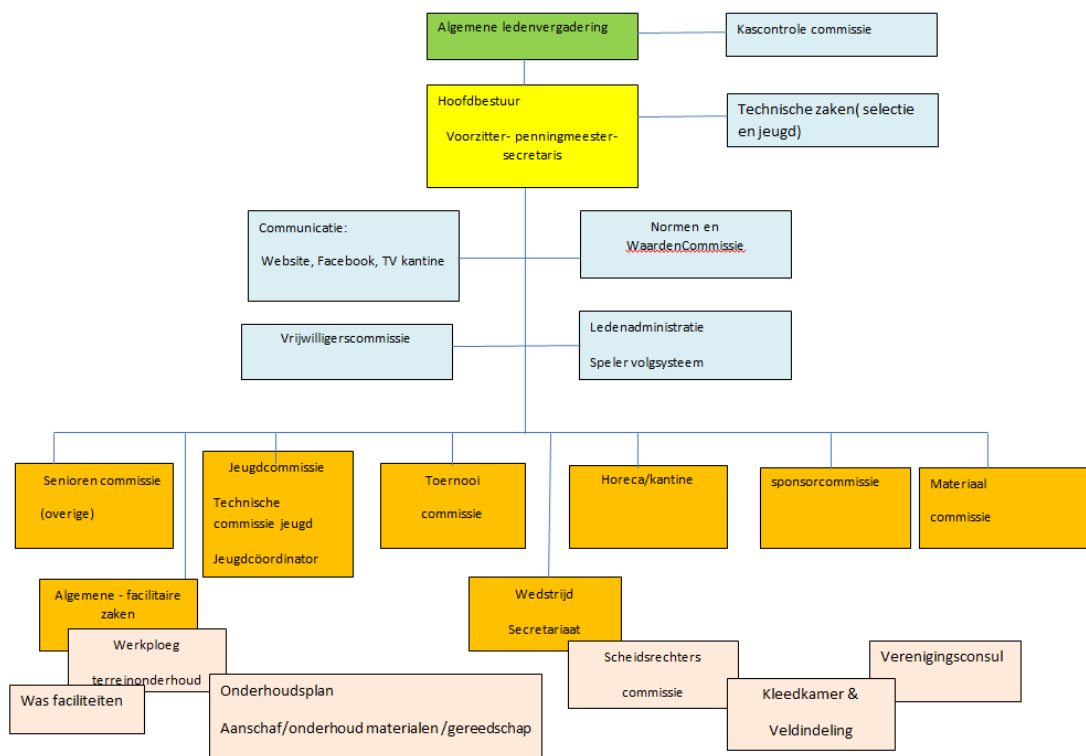 Algemene ledenvergadering
Kascontrole commissie
Hoofdbestuur
Voorzitter- penningmeester-
secretaris
Technische zaken( selectie
en jeugd)
Communicatie:
Website, Facebook, TV kantine
Normen en
WaardenCommissie
Vrijwilligerscommissie
Ledenadministratie
Speler volgsysteem
Senioren commissie
(overige)
Jeugdcommissie
Technische
commissie jeugd
Jeugdcöordinator
Toernooi
commissie
Horeca/kantine
sponsorcommissie
Materiaal
commissie
Algemene - facilitaire
zaken
Wedstrijd
Secretariaat
Werkploeg
terreinonderhoud
Was faciliteiten
Onderhoudsplan
Aanschaf/onderhoud materialen /gereedschap
Scheidsrechters
commissie
Kleedkamer &
Veldindeling
Verenigingsconsul